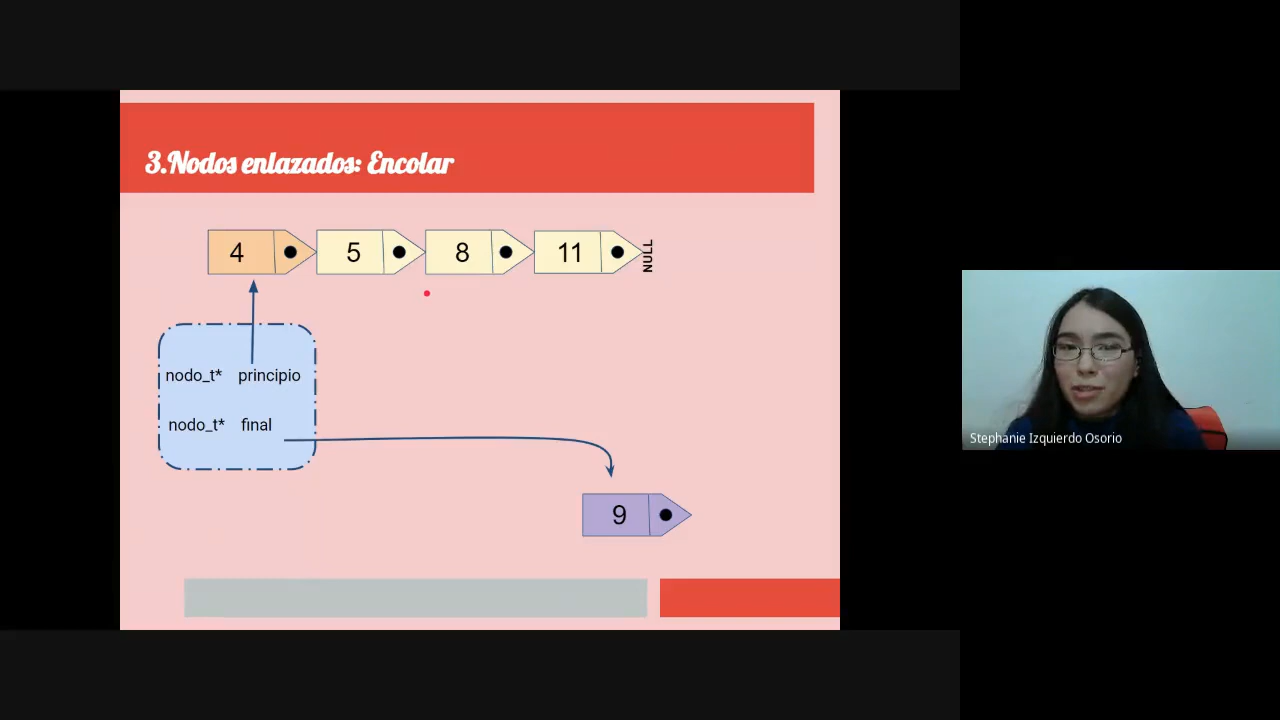 3.Nodos enlazados: Encolar
4 5 8 11 NULL
nodo_t* principio
nodo_t* final
9
Stephanie Izquierdo Osorio